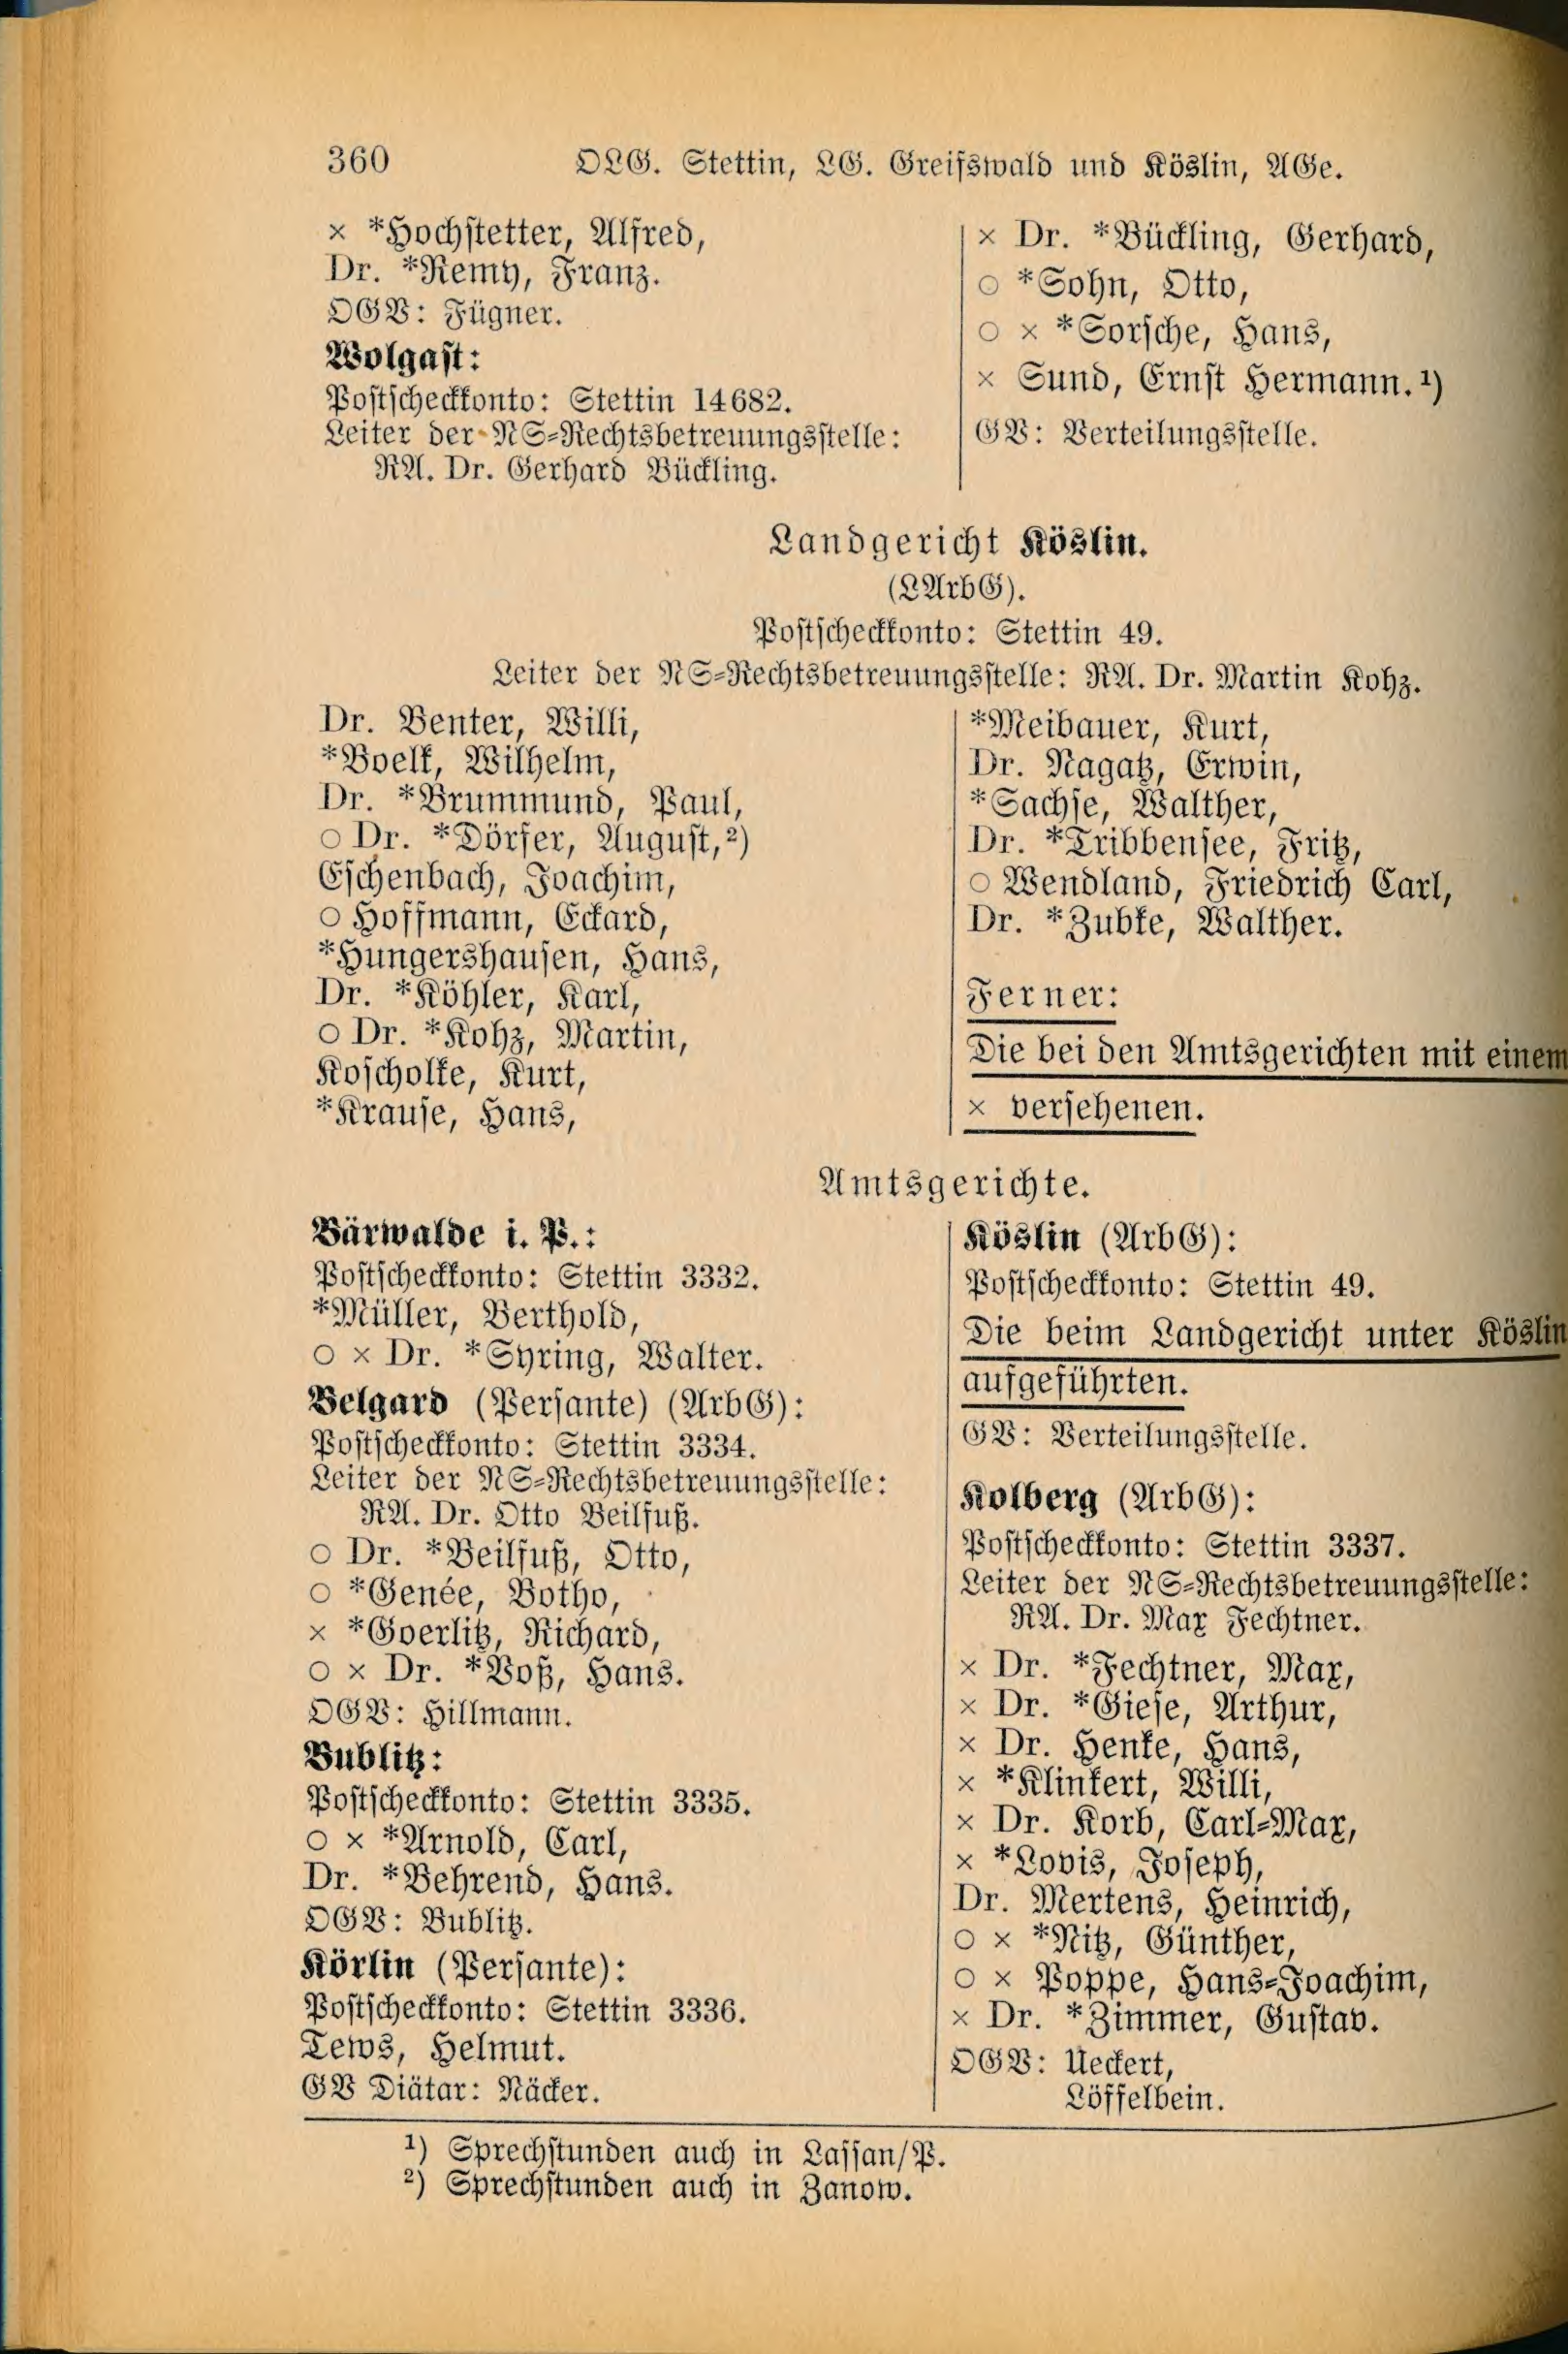 360
OLG. Stettin, LG. Greifswald und Köslin, AGe.
× *Hochstetter, Alfred,
Dr. *Remy, Franz.
OGV: Fügner.
Wolgast:
Postscheckkonto: Stettin 14682.
Leiter der NS-Rechtsbetreuungsstelle:
RA. Dr. Gerhard Bückling.
× Dr. *Bückling, Gerhard,
○ *Sohn, Otto,
○ × *Sorsche, Hans,
× Sund, Ernst Hermann.¹)
GV: Verteilungsstelle.
Landgericht Köslin.
(LArbG).
Postscheckkonto: Stettin 49.
Leiter der NS-Rechtsbetreuungsstelle: RA. Dr. Martin Kohz.
Dr. Benter, Willi,
*Boelk, Wilhelm,
Dr. *Brummund, Paul,
○ Dr. *Dörfer, August,²)
Eschenbach, Joachim,
○ Hoffmann, Eckard,
*Hungershausen, Hans,
Dr. *Köhler, Karl,
○ Dr. *Kohz, Martin,
Koscholke, Kurt,
*Krause, Hans,
*Meibauer, Kurt,
Dr. Ragatz, Erwin,
*Sachse, Walther,
Dr. *Tribbensee, Fritz,
○ Wendland, Friedrich Carl,
Dr. *Zubke, Walther.
Ferner:
Die bei den Amtsgerichten mit einem
× versehenen.
Amtsgerichte.
Bärwalde i. P.:
Postscheckkonto: Stettin 3332.
*Müller, Berthold,
○ × Dr. *Syring, Walter.
Belgard (Persante) (ArbG):
Postscheckkonto: Stettin 3334.
Leiter der NS-Rechtsbetreuungsstelle:
RA. Dr. Otto Beilfuß.
○ Dr. *Beilfuß, Otto,
○ *Genée, Botho,
× *Goerlitz, Richard,
○ × Dr. *Voß, Hans.
OGV: Hillmann.
Bublitz:
Postscheckkonto: Stettin 3335.
○ × *Arnold, Carl,
Dr. *Behrend, Hans.
OGV: Bublitz.
Körlin (Persante):
Postscheckkonto: Stettin 3336.
Tews, Helmut.
GV Diätar: Näcker.
Köslin (ArbG):
Postscheckkonto: Stettin 49.
Die beim Landgericht unter Köslin
aufgeführten.
GV: Verteilungsstelle.
Kolberg (ArbG):
Postscheckkonto: Stettin 3337.
Leiter der NS-Rechtsbetreuungsstelle:
RA. Dr. Max Fechtner.
× Dr. *Fechtner, Max,
× Dr. *Giese, Arthur,
× Dr. Henke, Hans,
× *Klinkert, Willi,
× Dr. Korb, Carl-Max,
× *Lovis, Joseph,
Dr. Mertens, Heinrich,
○ × *Nitz, Günther,
○ × Poppe, Hans-Joachim,
× Dr. *Zimmer, Gustav.
OGV: Ueckert,
Löffelbein.
¹) Sprechstunden auch in Lassan/P.
²) Sprechstunden auch in Zanow.